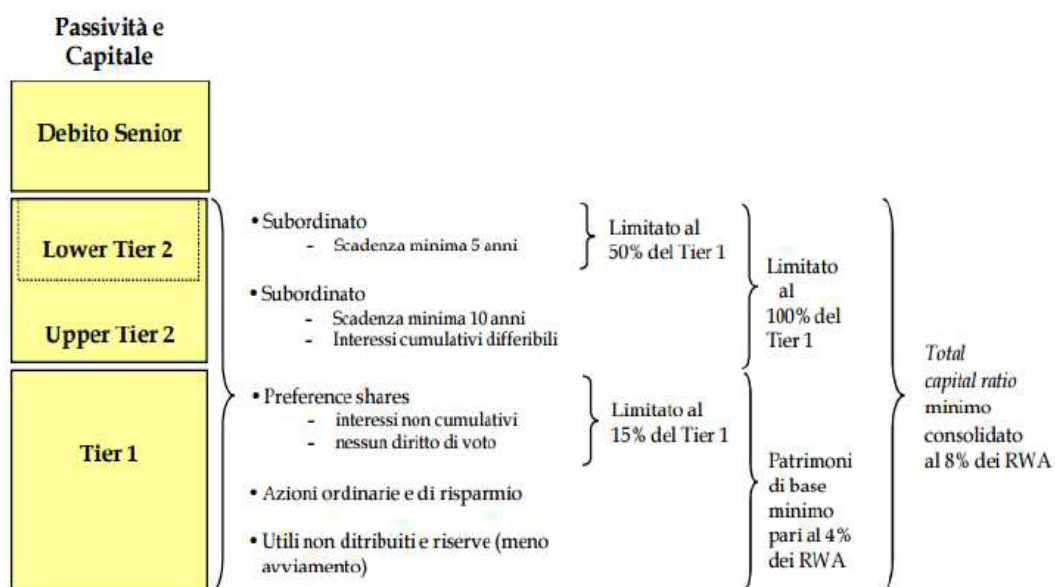 Passività e
Capitale
Debito Senior
Lower Tier 2
Upper Tier 2
Tier 1
• Subordinato
- Scadenza minima 5 anni
• Subordinato
- Scadenza minima 10 anni
- Interessi cumulativi differibili
• Preference shares
- interessi non cumulativi
- nessun diritto di voto
• Azioni ordinarie e di risparmio
• Utili non ditribuiti e riserve (meno
avviamento)
Limitato al
50% del Tier 1
Limitato al
15% del Tier 1
Limitato
al
100% del
Tier 1
Patrimoni
di base
minimo
pari al 4%
dei RWA
Total
capital ratio
minimo
consolidato
al 8% dei RWA